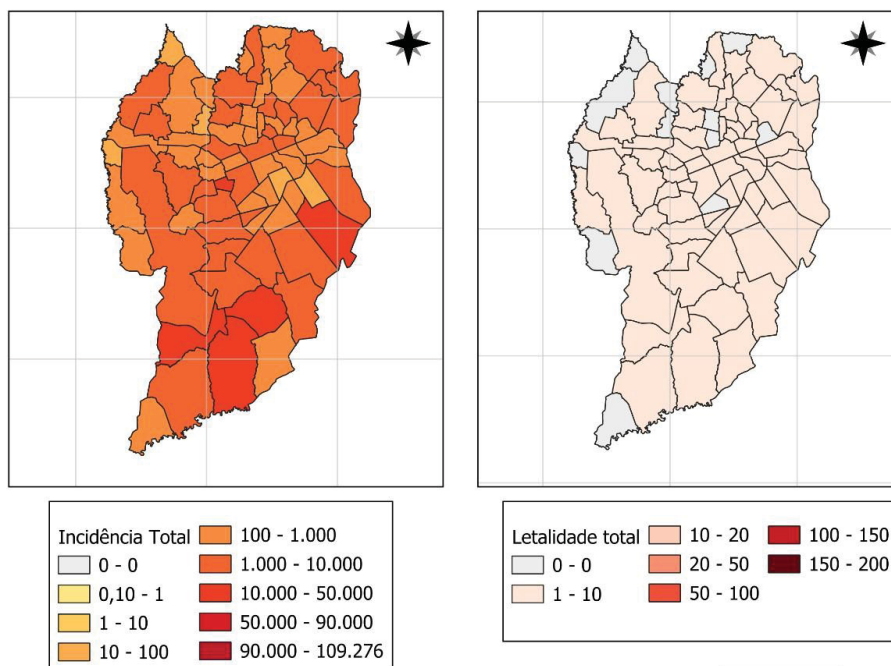 Incidência Total
0 - 0
0,10 - 1
1 - 10
10 - 100
100 - 1.000
1.000 - 10.000
10.000 - 50.000
50.000 - 90.000
90.000 - 109.276
Letalidade total
0 - 0
1 - 10
10 - 20
20 - 50
50 - 100
100 - 150
150 - 200